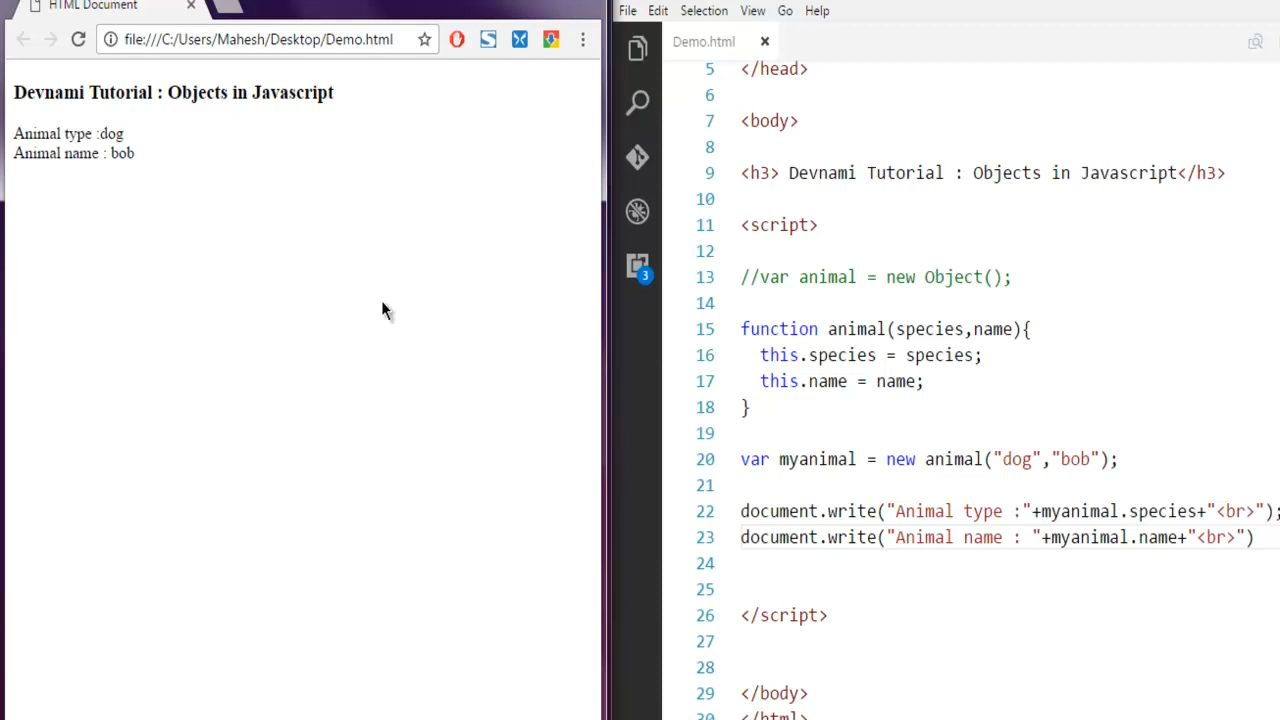 HTML Document
file:///C:/Users/Mahesh/Desktop/Demo.html
Devnami Tutorial : Objects in Javascript
Animal type :dog
Animal name : bob
File Edit Selection View Go Help
Demo.html
3
5 </head>
6
7 <body>
8
9 <h3> Devnami Tutorial : Objects in Javascript</h3>
10
11 <script>
12
13 //var animal = new Object();
14
15 function animal(species,name){
16 this.species = species;
17 this.name = name;
18 }
19
20 var myanimal = new animal("dog","bob");
21
22 document.write("Animal type :"+myanimal.species+"<br>");
23 document.write("Animal name : "+myanimal.name+"<br>")
24
25
26 </script>
27
28
29 </body>
30 </html>